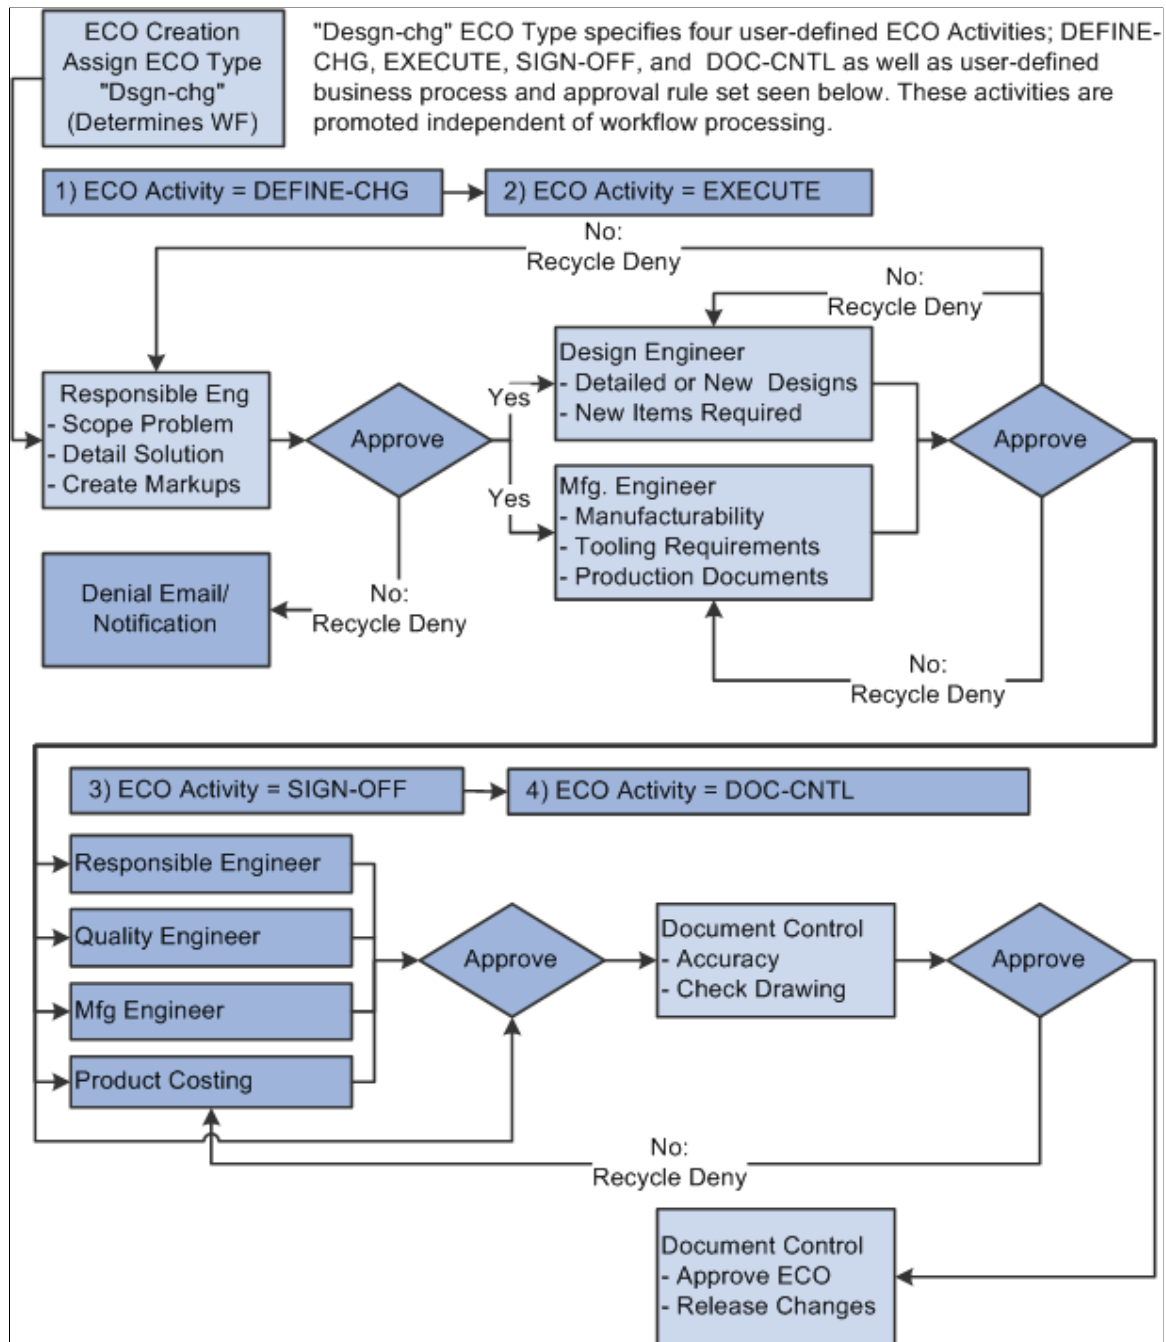 ECO Creation
Assign ECO Type
"Dsgn-chg"
(Determines WF)
"Desgn-chg" ECO Type specifies four user-defined ECO Activities; DEFINE-
CHG, EXECUTE, SIGN-OFF, and DOC-CNTL as well as user-defined
business process and approval rule set seen below. These activities are
promoted independent of workflow processing.
1) ECO Activity = DEFINE-CHG
2) ECO Activity = EXECUTE
No:
Recycle Deny
No:
Recycle Deny
Responsible Eng
- Scope Problem
- Detail Solution
- Create Markups
Approve
Yes
Yes
Design Engineer
- Detailed or New Designs
- New Items Required
Mfg. Engineer
- Manufacturability
- Tooling Requirements
- Production Documents
Approve
Denial Email/
Notification
No:
Recycle Deny
No:
Recycle Deny
3) ECO Activity = SIGN-OFF
4) ECO Activity = DOC-CNTL
Responsible Engineer
Quality Engineer
Mfg Engineer
Product Costing
Approve
Document Control
- Accuracy
- Check Drawing
Approve
No:
Recycle Deny
Document Control
- Approve ECO
- Release Changes